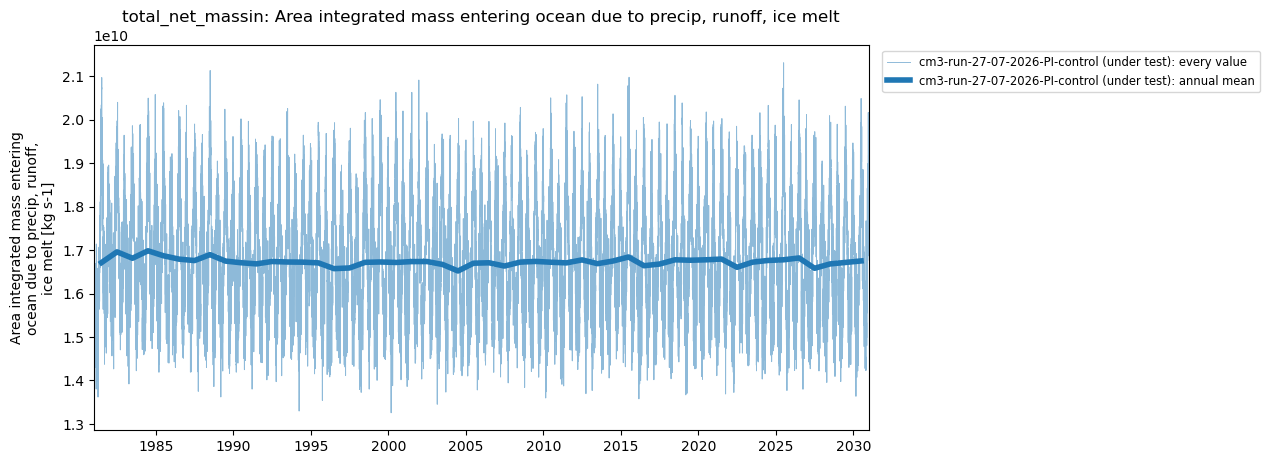 total_net_massin: Area integrated mass entering ocean due to precip, runoff, ice melt
1e10
cm3-run-27-07-2026-PI-control (under test): every value
cm3-run-27-07-2026-PI-control (under test): annual mean
Area integrated mass entering
ocean due to precip, runoff,
ice melt [kg s-1]
2.1
2.0
1.9
1.8
1.7
1.6
1.5
1.4
1.3
1985 1990 1995 2000 2005 2010 2015 2020 2025 2030